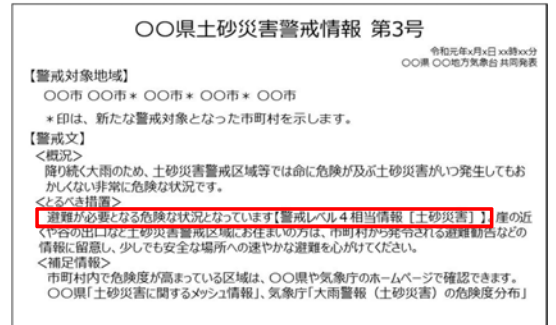 〇〇県土砂災害警戒情報 第3号
令和元年x月x日 xx時xx分
〇〇県 〇〇地方気象台 共同発表
【警戒対象地域】
〇〇市 〇〇市* 〇〇市* 〇〇市* 〇〇市
*印は、新たな警戒対象となった市町村を示します。
【警戒文】
<概況>
降り続く大雨のため、土砂災害警戒区域等では命に危険が及ぶ土砂災害がいつ発生してもお
かしくない非常に危険な状況です。
<とるべき措置>
避難が必要となる危険な状況となっています【警戒レベル4相当情報[土砂災害]】。崖の近
くや谷の出口など土砂災害警戒区域にお住まいの方は、市町村から発令される避難勧告などの
情報に留意し、少しでも安全な場所への速やかな避難を心がけてください。
<補足情報>
市町村内で危険度が高まっている区域は、〇〇県や気象庁のホームページで確認できます。
〇〇県「土砂災害に関するメッシュ情報」、気象庁「大雨警報(土砂災害)の危険度分布」